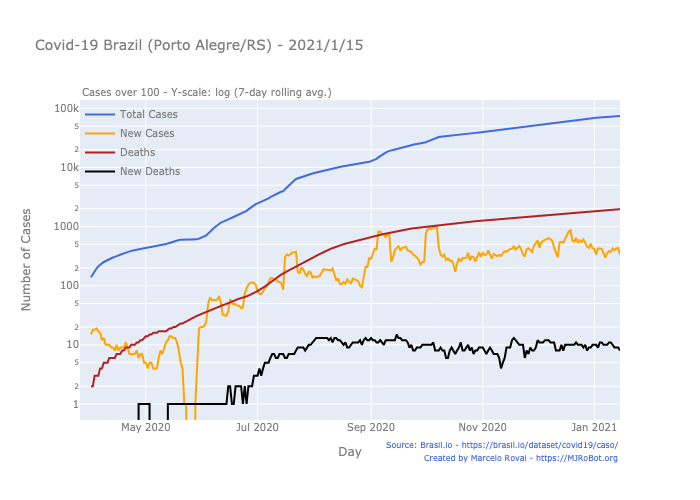 Covid-19 Brazil (Porto Alegre/RS) - 2021/1/15
Cases over 100 - Y-scale: log (7-day rolling avg.)
Total Cases
New Cases
Deaths
New Deaths
Number of Cases
100k
5
2
10k
5
2
1000
5
2
100
5
2
10
5
2
1
May 2020
Jul 2020
Sep 2020
Nov 2020
Jan 2021
Day
Source: Brasil.io - https://brasil.io/dataset/covid19/caso/
Created by Marcelo Rovai - https://MJRoBot.org